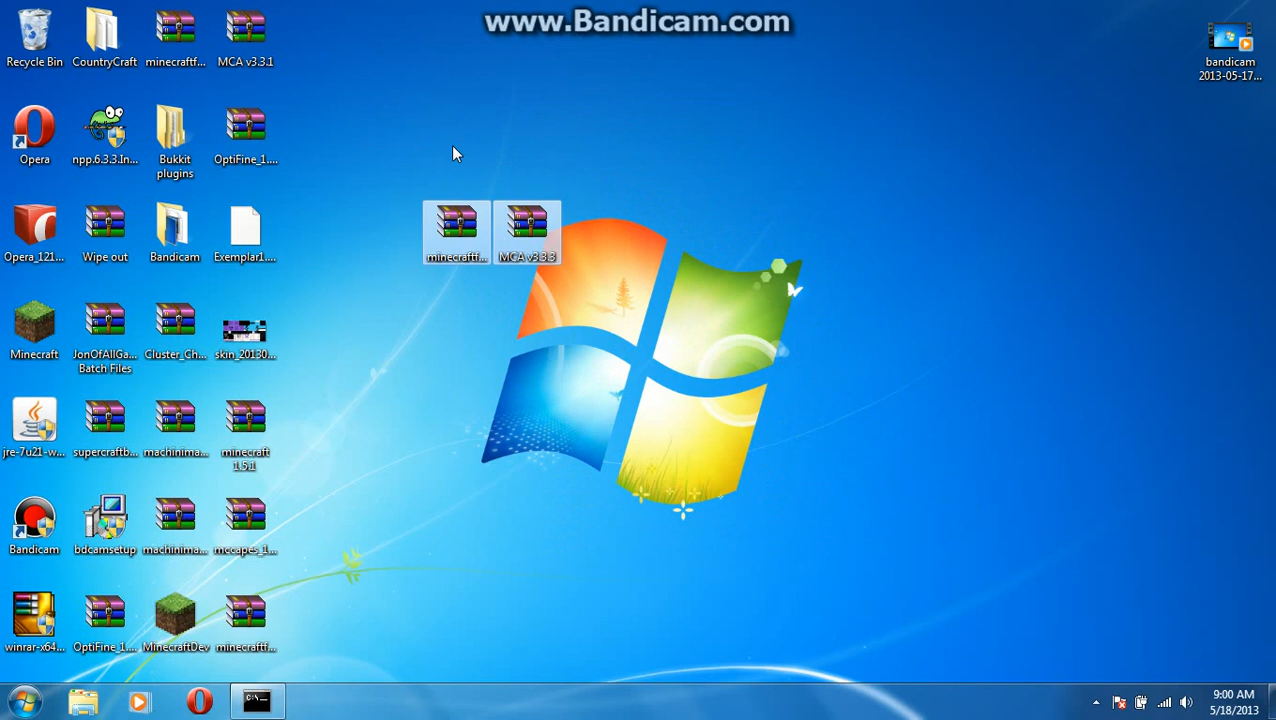 www.Bandicam.com
Recycle Bin
CountryCraft
minecraftf...
MCA v3.3.1
bandicam
2013-05-17...
Opera
npp.6.3.3.In...
Bukkit
plugins
OptiFine_1....
Opera_121...
Wipe out
Bandicam
Exemplar1....
minecraftf...
MCA v3.3.3
Minecraft
JonOfAllGa...
Batch Files
Cluster_Ch...
skin_20130...
jre-7u21-w...
supercraftb...
machinima...
minecraft
1.5.1
Bandicam
bdcamsetup
machinima...
mccapes_1...
winrar-x64...
OptiFine_1....
MinecraftDev
minecraftf...
C:\_
9:00 AM
5/18/2013